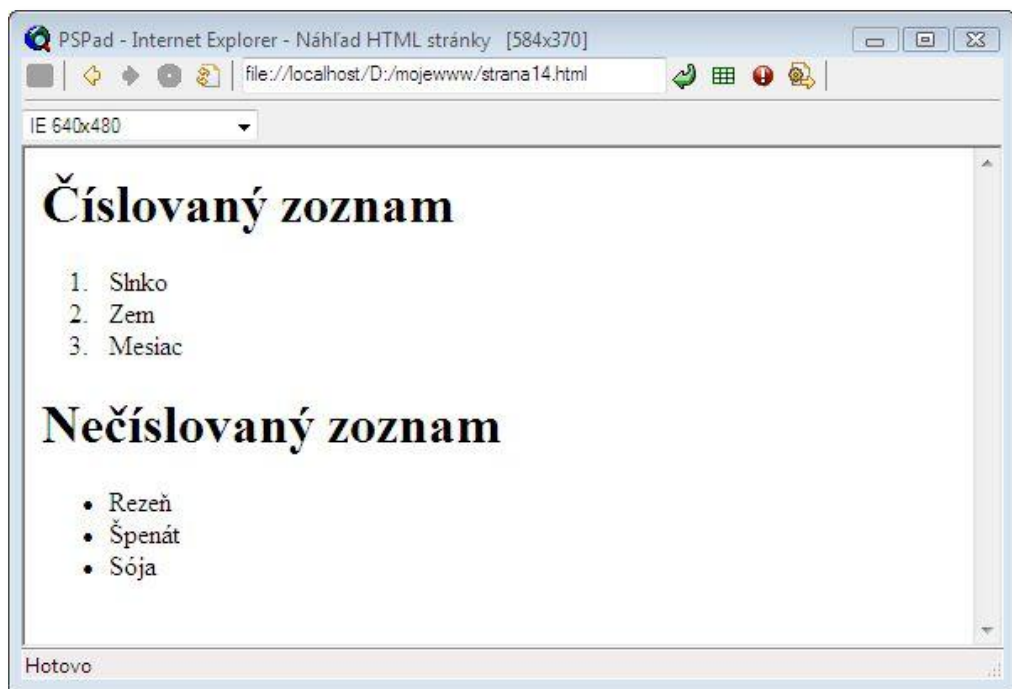 PSPad - Internet Explorer - Náhľad HTML stránky [584x370]
file://localhost/D:/mojewww/strana14.html
IE 640x480
Číslovaný zoznam
1. Slnko
2. Zem
3. Mesiac
Nečíslovaný zoznam
• Rezeň
• Špenát
• Sója
Hotovo